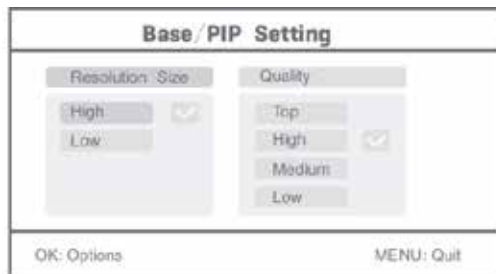 Base/PIP Setting
Resolution Size
High
Low
Quality
Top
High
Medium
Low
OK: Options
MENU: Quit